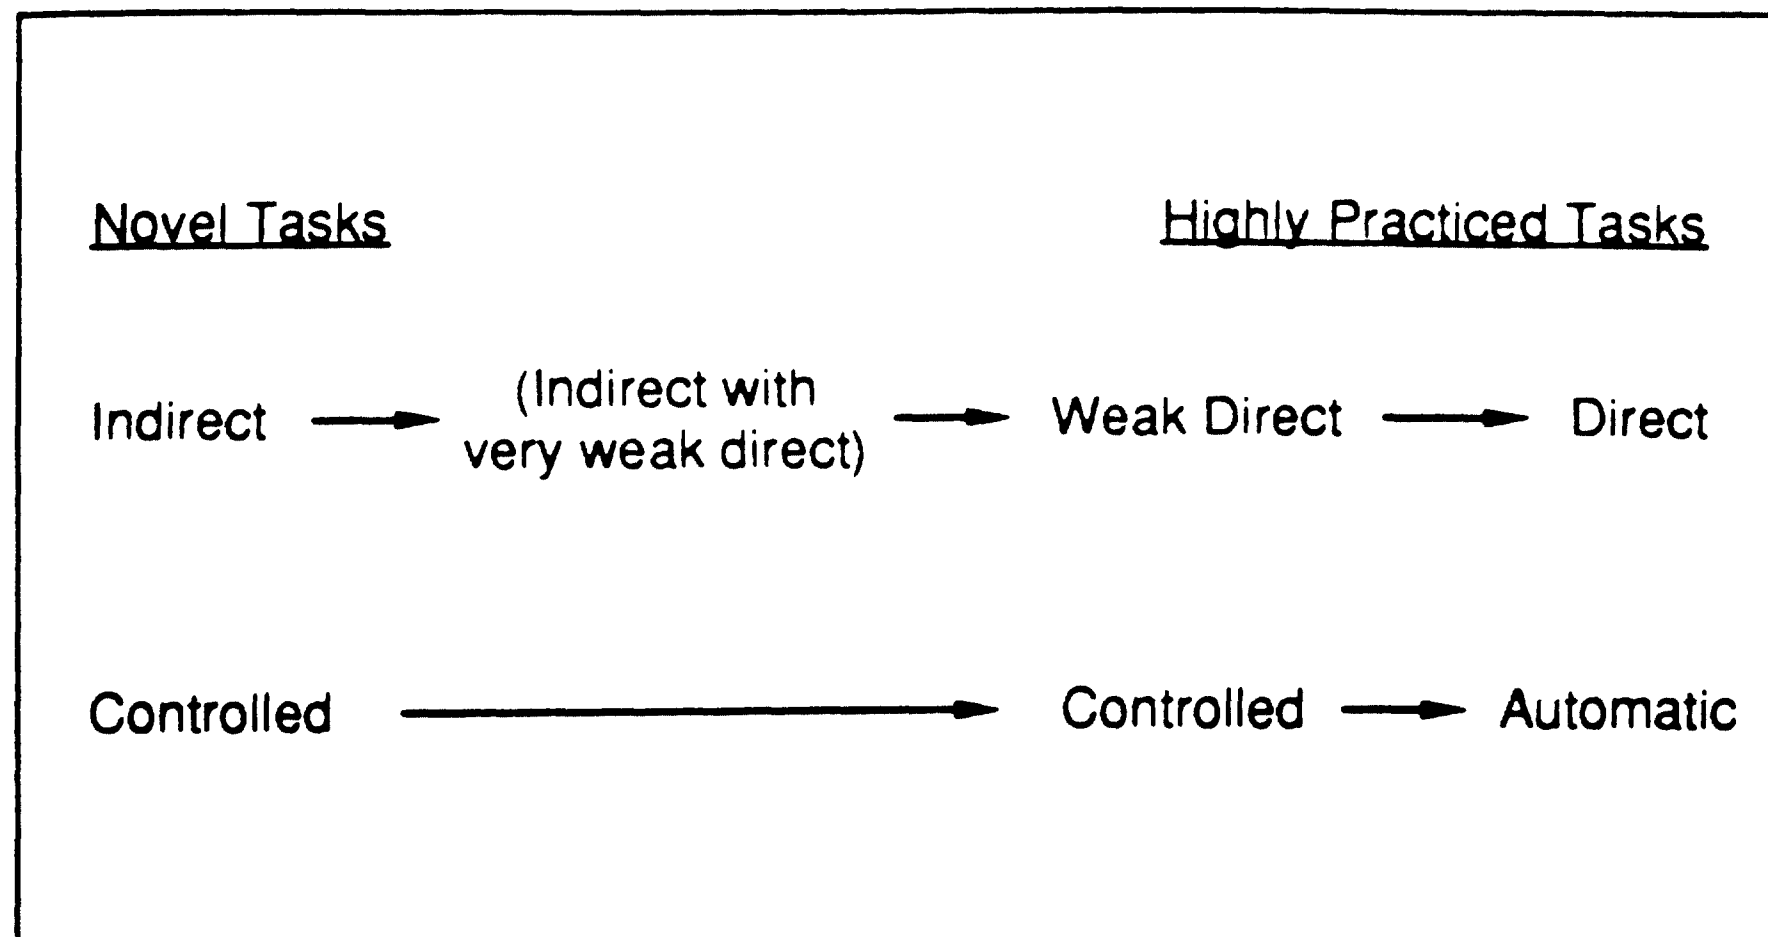 Novel Tasks Highly Practiced Tasks
Indirect (Indirect with very weak direct) Weak Direct Direct
Controlled Controlled Automatic